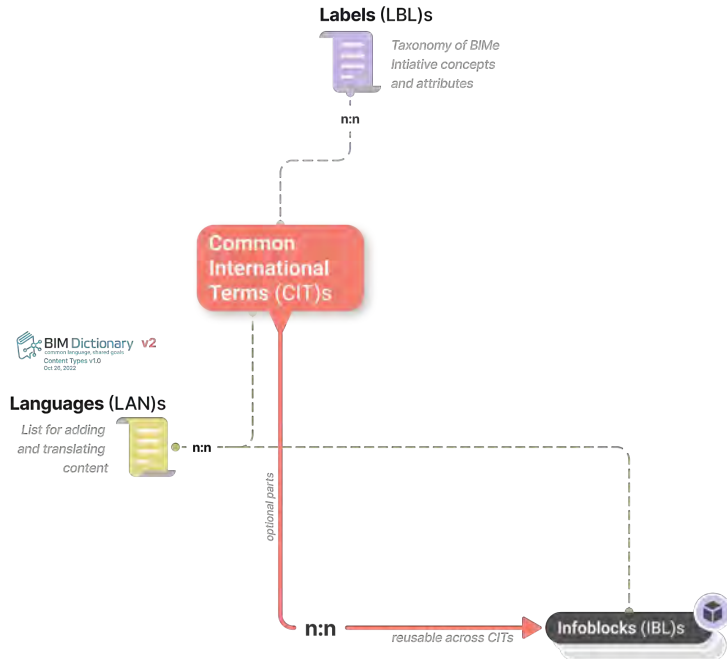 Labels (LBL)s
Taxonomy of BIMe
Intiative concepts
and attributes
n:n
Common
International
Terms (CIT)s
BIM Dictionary v2
common language, shared goals
Content Types v1.0
Oct 26, 2022
Languages (LAN)s
List for adding
and translating
content
n:n
optional parts
n:n
reusable across CITs
Infoblocks (IBL)s